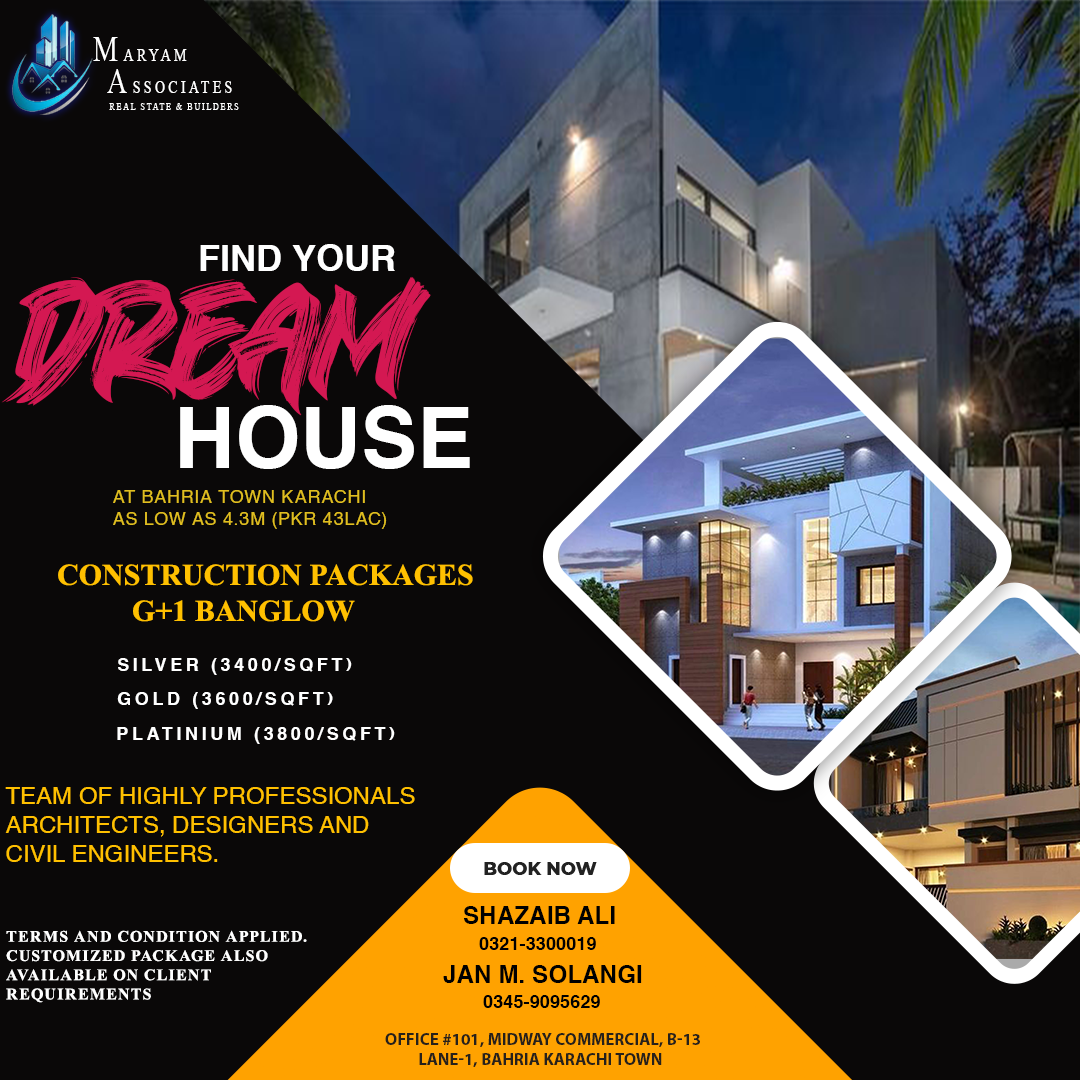 MARYAM
ASSOCIATES
REAL STATE & BUILDERS
FIND YOUR
DREAM
HOUSE
AT BAHRIA TOWN KARACHI
AS LOW AS 4.3M (PKR 43LAC)
CONSTRUCTION PACKAGES
G+1 BANGLOW
SILVER (3400/SQFT)
GOLD (3600/SQFT)
PLATINIUM (3800/SQFT)
TEAM OF HIGHLY PROFESSIONALS
ARCHITECTS, DESIGNERS AND
CIVIL ENGINEERS.
TERMS AND CONDITION APPLIED.
CUSTOMIZED PACKAGE ALSO
AVAILABLE ON CLIENT
REQUIREMENTS
BOOK NOW
SHAZAIB ALI
0321-3300019
JAN M. SOLANGI
0345-9095629
OFFICE #101, MIDWAY COMMERCIAL, B-13
LANE-1, BAHRIA KARACHI TOWN